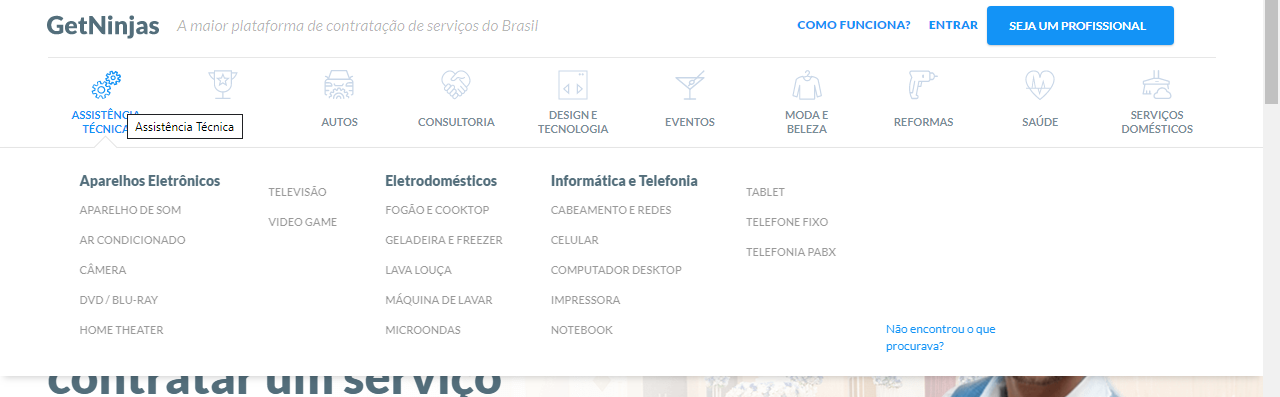 GetNinjas
A maior plataforma de contratação de serviços do Brasil
COMO FUNCIONA?
ENTRAR
SEJA UM PROFISSIONAL
ASSISTÊNCIA
TÉCNICA
Assistência Técnica
AUTOS
CONSULTORIA
DESIGN E
TECNOLOGIA
EVENTOS
MODA E
BELEZA
REFORMAS
SAÚDE
SERVIÇOS
DOMÉSTICOS
Aparelhos Eletrônicos
APARELHO DE SOM
AR CONDICIONADO
CÂMERA
DVD / BLU-RAY
HOME THEATER
TELEVISÃO
VIDEO GAME
Eletrodomésticos
FOGÃO E COOKTOP
GELADEIRA E FREEZER
LAVA LOUÇA
MÁQUINA DE LAVAR
MICROONDAS
Informática e Telefonia
CABEAMENTO E REDES
CELULAR
COMPUTADOR DESKTOP
IMPRESSORA
NOTEBOOK
TABLET
TELEFONE FIXO
TELEFONIA PABX
Não encontrou o que
procurava?
contratar um serviço